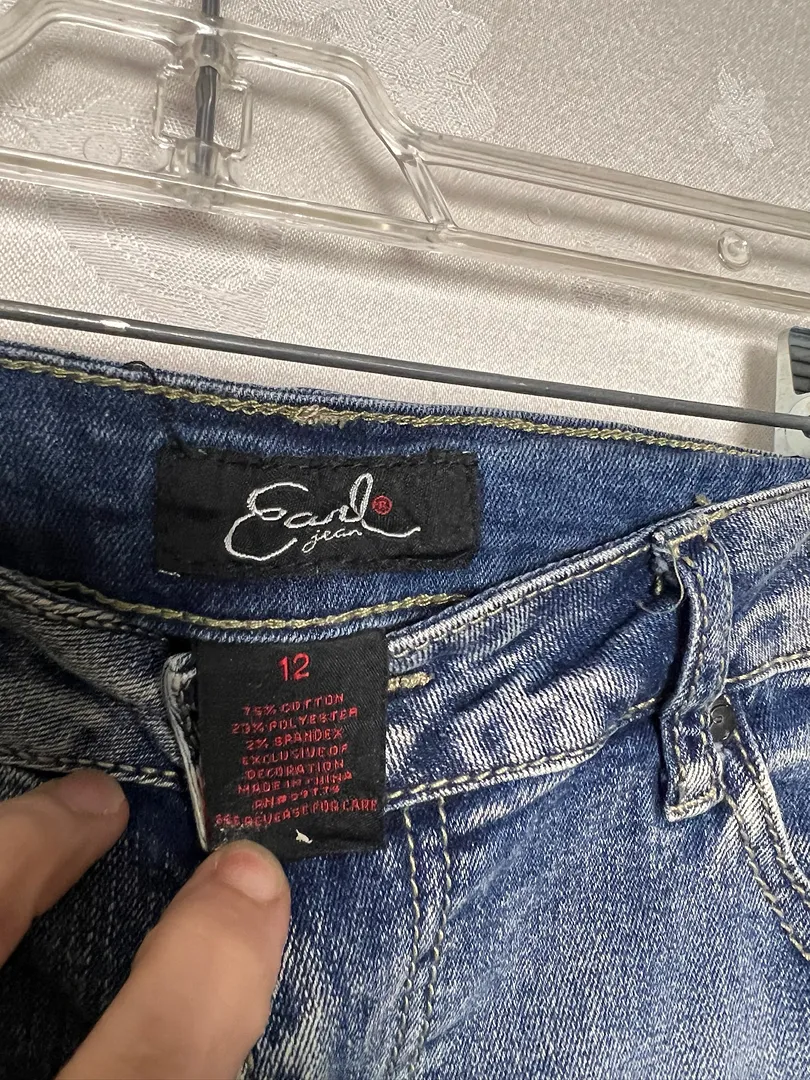 Earl ®
jean
12
75% COTTON
23% POLYESTER
2% SPANDEX
EXCLUSIVE OF
DECORATION
MADE IN CHINA
SEE REVERSE FOR CARE